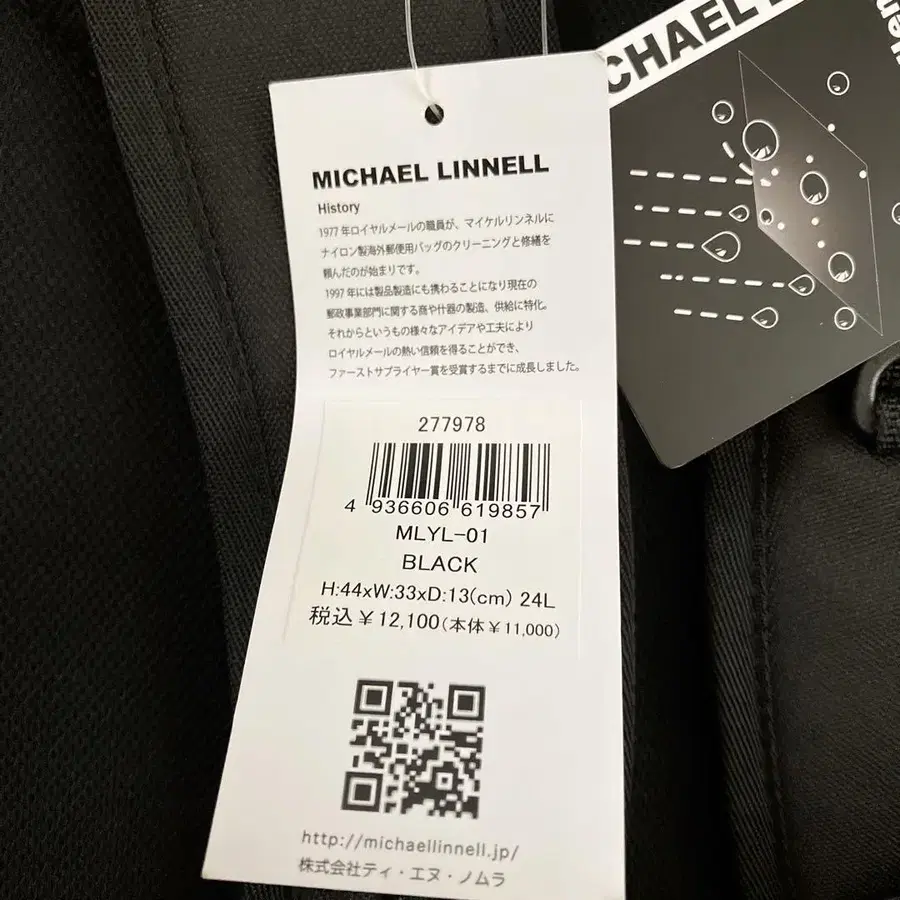 MICHAEL LINNELL
History
1977年ロイヤルメールの職員が、マイケルリンネルに
ナイロン製海外郵便用バッグのクリーニングと修繕を
頼んだのが始まりです。
1997年には製品製造にも携わることになり現在の
郵政事業部門に関する商や什器の製造、供給に特化。
それからというもの様々なアイデアや工夫により
ロイヤルメールの熱い信頼を得ることができ、
ファーストサプライヤー賞を受賞するまでに成長しました。
277978
4 936606 619857
MLYL-01
BLACK
H:44xW:33xD:13(cm) 24L
税込￥12,100(本体￥11,000)
http://michaellinnell.jp/
株式会社ティ・エヌ・ノムラ
CHAEL